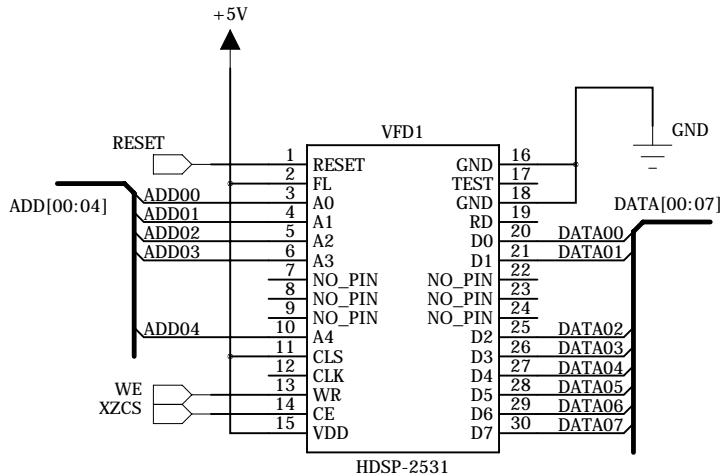 +5V
VFD1
GND
RESET
1 RESET GND 16
2 FL TEST 17
ADD[00:04] ADD00 3 A0 GND 18 DATA[00:07]
ADD01 4 A1 RD 19
ADD02 5 A2 D0 20 DATA00
ADD03 6 A3 D1 21 DATA01
7 NO_PIN NO_PIN 22
8 NO_PIN NO_PIN 23
9 NO_PIN NO_PIN 24
ADD04 10 A4 D2 25 DATA02
11 CLS D3 26 DATA03
12 CLK D4 27 DATA04
WE 13 WR D5 28 DATA05
XZCS 14 CE D6 29 DATA06
15 VDD D7 30 DATA07
HDSP-2531